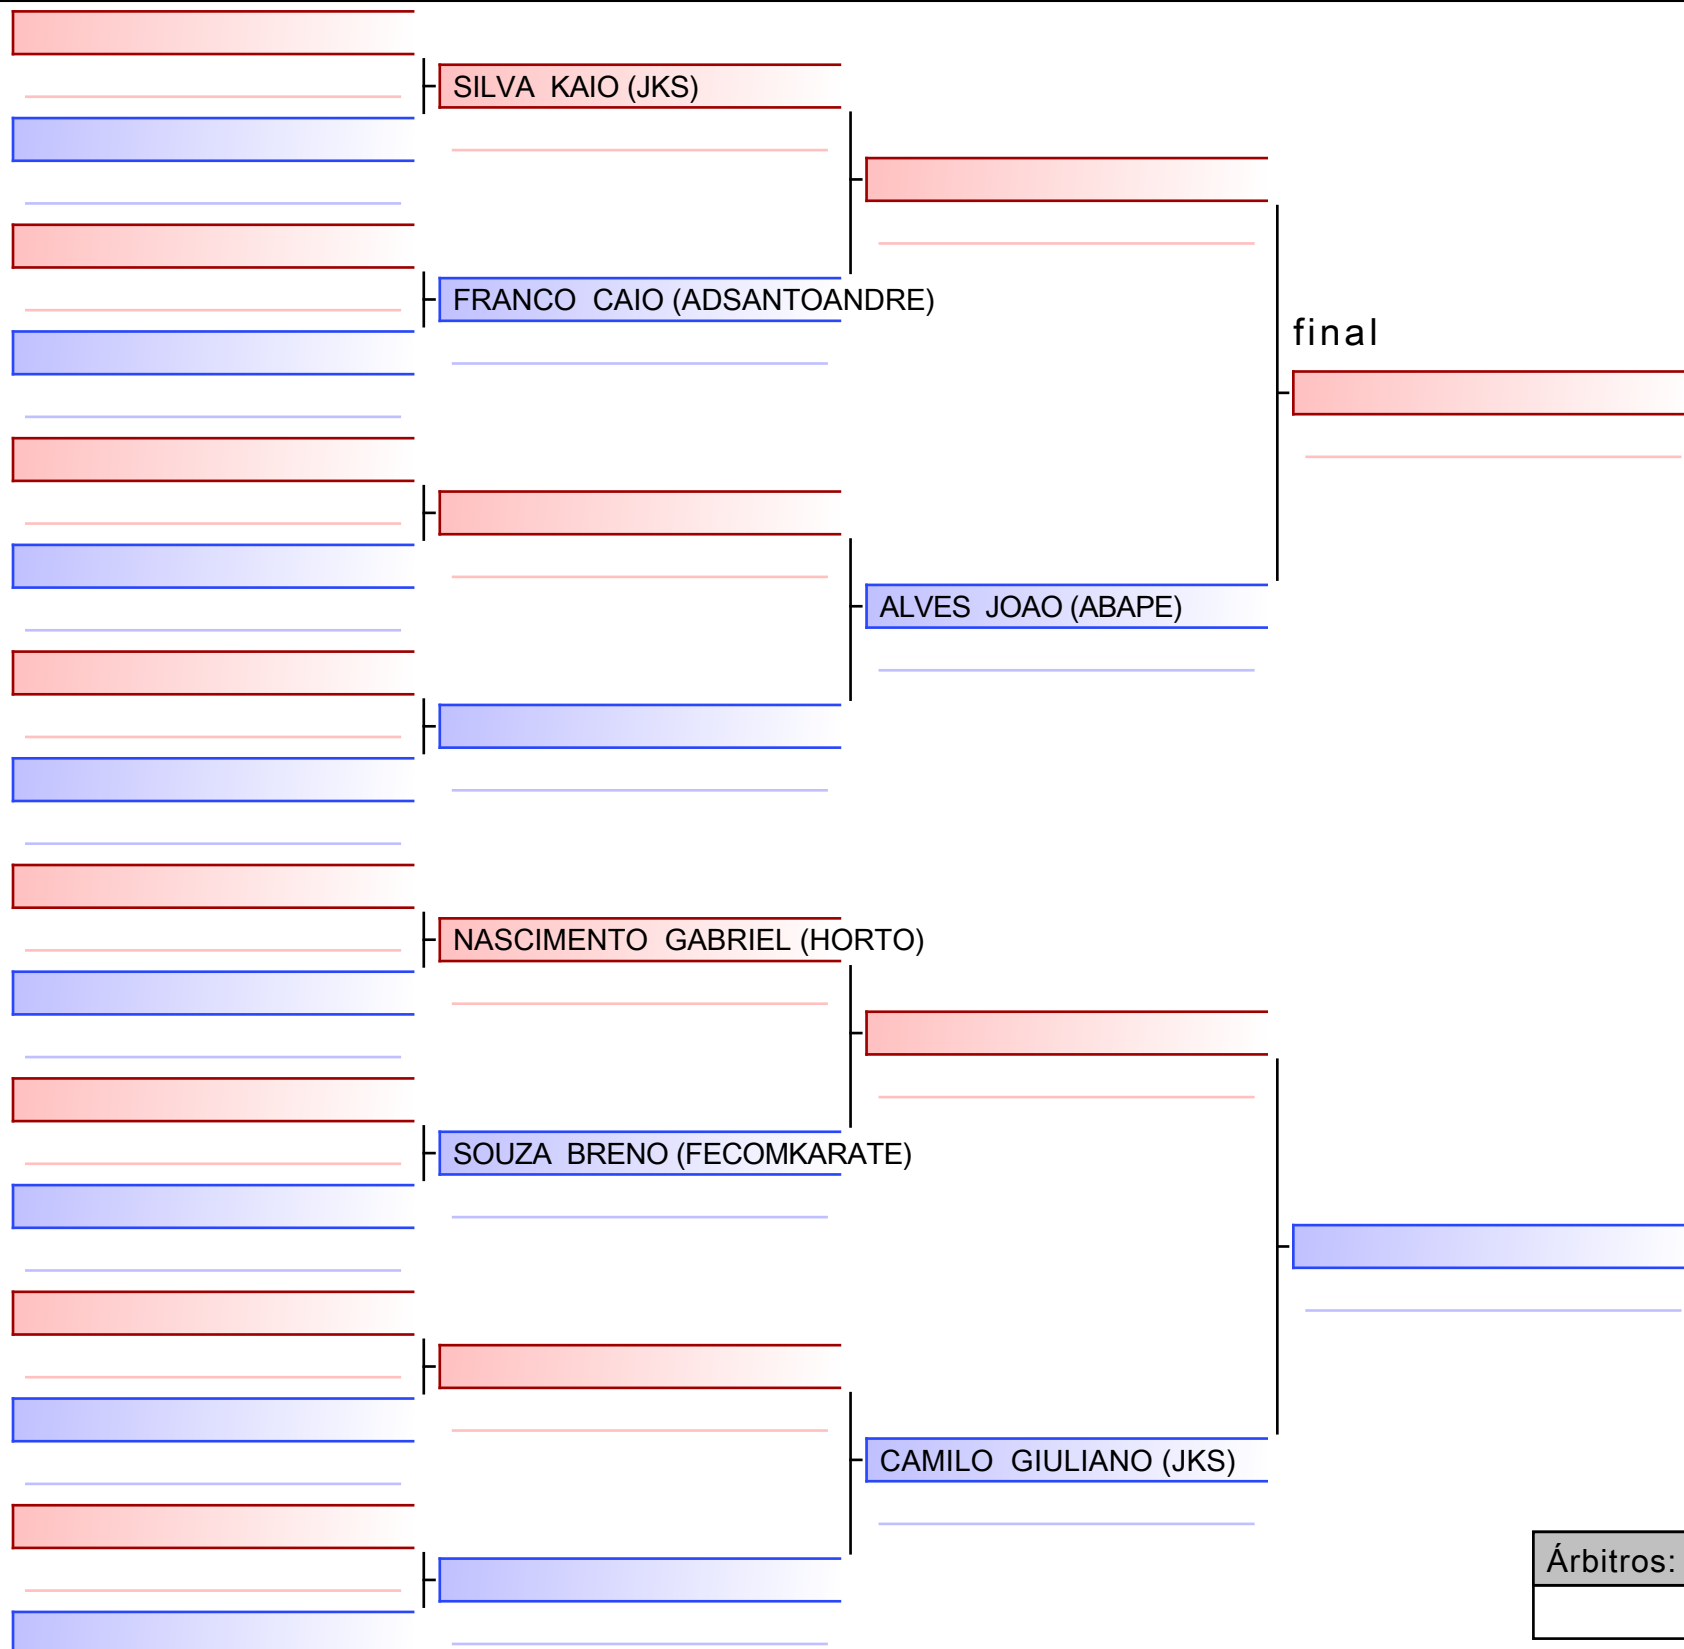 SILVA  KAIO (JKS)
FRANCO  CAIO (ADSANTOANDRE)
final
ALVES  JOAO (ABAPE)
NASCIMENTO  GABRIEL (HORTO)
SOUZA  BRENO (FECOMKARATE)
CAMILO  GIULIANO (JKS)
Árbitros: